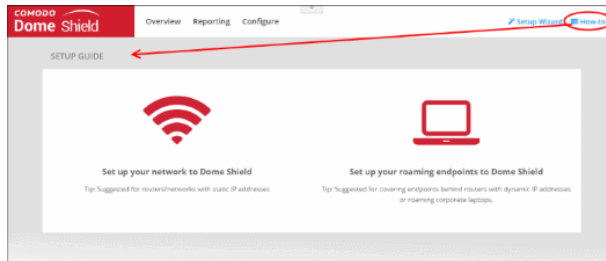 COMODO
Dome Shield
Overview Reporting Configure
Setup Wizard How-to
SETUP GUIDE
Set up your network to Dome Shield
Tip: Suggested for routers/networks with static IP addresses
Set up your roaming endpoints to Dome Shield
Tip: Suggested for covering endpoints behind routers with dynamic IP addresses
or roaming corporate laptops.